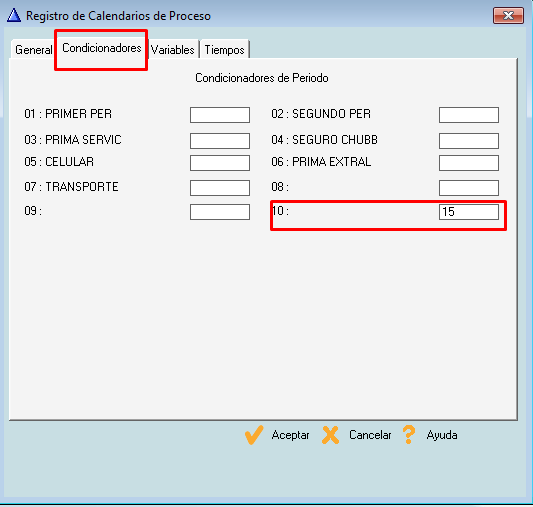 Registro de Calendarios de Proceso
General Condicionadores Variables Tiempos
Condicionadores de Periodo
01 : PRIMER PER 02 : SEGUNDO PER
03 : PRIMA SERVIC 04 : SEGURO CHUBB
05 : CELULAR 06 : PRIMA EXTRAL
07 : TRANSPORTE 08 :
09 : 10 : 15
Aceptar Cancelar ? Ayuda